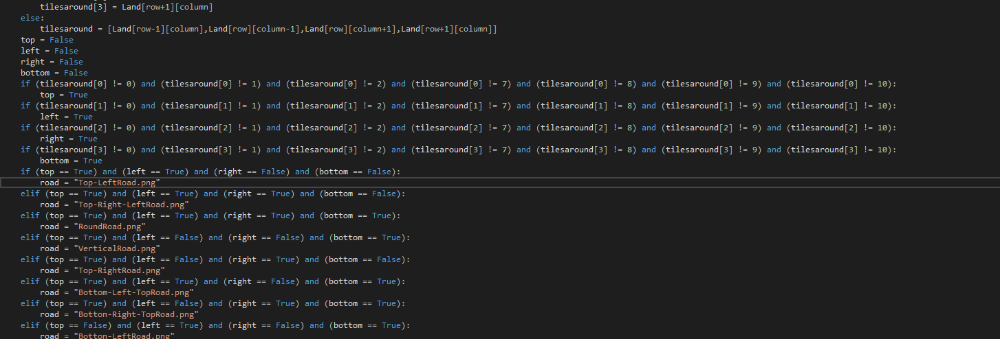 tilesaround[3] = Land[row+1][column]
else:
tilesaround = [Land[row-1][column],Land[row][column-1],Land[row][column+1],Land[row+1][column]]
top = False
left = False
right = False
bottom = False
if (tilesaround[0] != 0) and (tilesaround[0] != 1) and (tilesaround[0] != 2) and (tilesaround[0] != 7) and (tilesaround[0] != 8) and (tilesaround[0] != 9) and (tilesaround[0] != 10):
top = True
if (tilesaround[1] != 0) and (tilesaround[1] != 1) and (tilesaround[1] != 2) and (tilesaround[1] != 7) and (tilesaround[1] != 8) and (tilesaround[1] != 9) and (tilesaround[1] != 10):
left = True
if (tilesaround[2] != 0) and (tilesaround[2] != 1) and (tilesaround[2] != 2) and (tilesaround[2] != 7) and (tilesaround[2] != 8) and (tilesaround[2] != 9) and (tilesaround[2] != 10):
right = True
if (tilesaround[3] != 0) and (tilesaround[3] != 1) and (tilesaround[3] != 2) and (tilesaround[3] != 7) and (tilesaround[3] != 8) and (tilesaround[3] != 9) and (tilesaround[3] != 10):
bottom = True
if (top == True) and (left == True) and (right == False) and (bottom == False):
road = "Top-LeftRoad.png"
elif (top == True) and (left == True) and (right == True) and (bottom == False):
road = "Top-Right-LeftRoad.png"
elif (top == True) and (left == True) and (right == True) and (bottom == True):
road = "RoundRoad.png"
elif (top == True) and (left == False) and (right == False) and (bottom == True):
road = "VerticalRoad.png"
elif (top == True) and (left == False) and (right == True) and (bottom == False):
road = "Top-RightRoad.png"
elif (top == True) and (left == True) and (right == False) and (bottom == True):
road = "Bottom-Left-TopRoad.png"
elif (top == True) and (left == False) and (right == True) and (bottom == True):
road = "Botton-Right-TopRoad.png"
elif (top == False) and (left == True) and (right == False) and (bottom == True):
road = "Botton-LeftRoad.png"